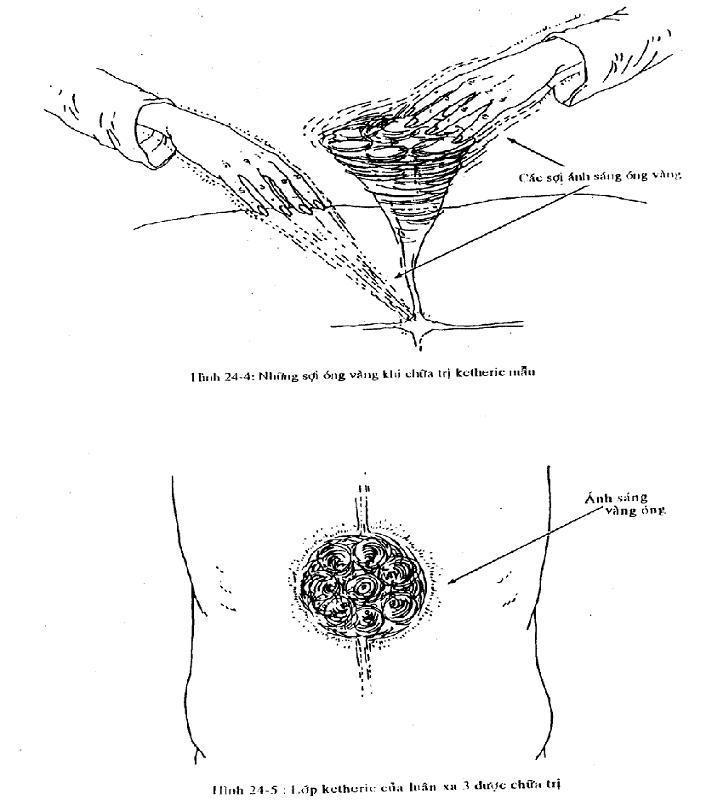 Các sợi ánh sáng óng vàng
Hình 24-4: Những sợi óng vàng khi chữa trị ketheric mẫu
Ánh sáng
vàng óng
Hình 24-5 : Lớp ketheric của luân xa 3 được chữa trị